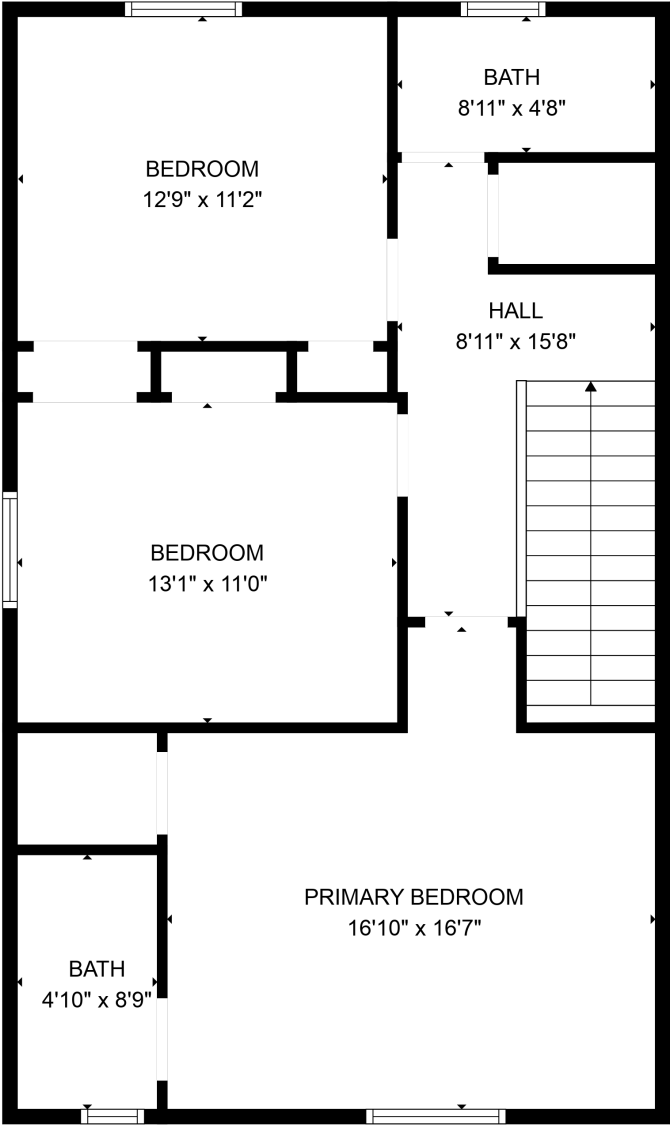 BATH
8'11" x 4'8"
BEDROOM
12'9" x 11'2"
HALL
8'11" x 15'8"
BEDROOM
13'1" x 11'0"
PRIMARY BEDROOM
16'10" x 16'7"
BATH
4'10" x 8'9"